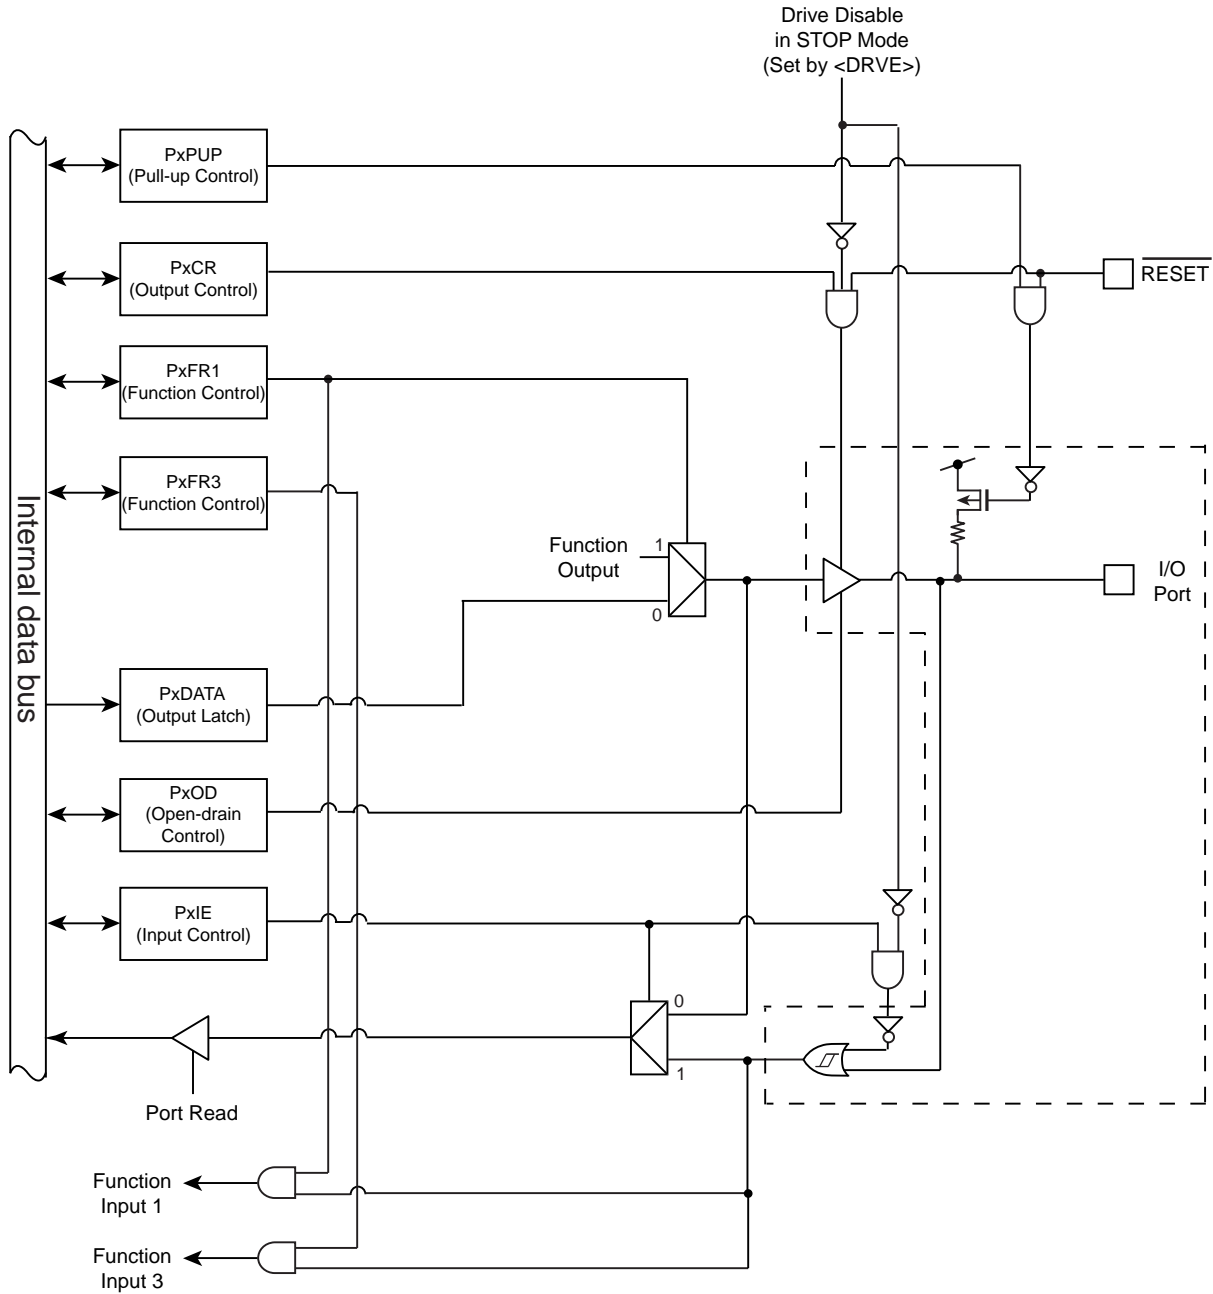 Drive Disable
in STOP Mode
(Set by <DRVE>)
PxPUP
(Pull-up Control)
PxCR
(Output Control)
RESET
PxFR1
(Function Control)
PxFR3
(Function Control)
Internal data bus
Function
Output
1
0
I/O
Port
PxDATA
(Output Latch)
PxOD
(Open-drain
Control)
PxIE
(Input Control)
0
1
Port Read
Function
Input 1
Function
Input 3